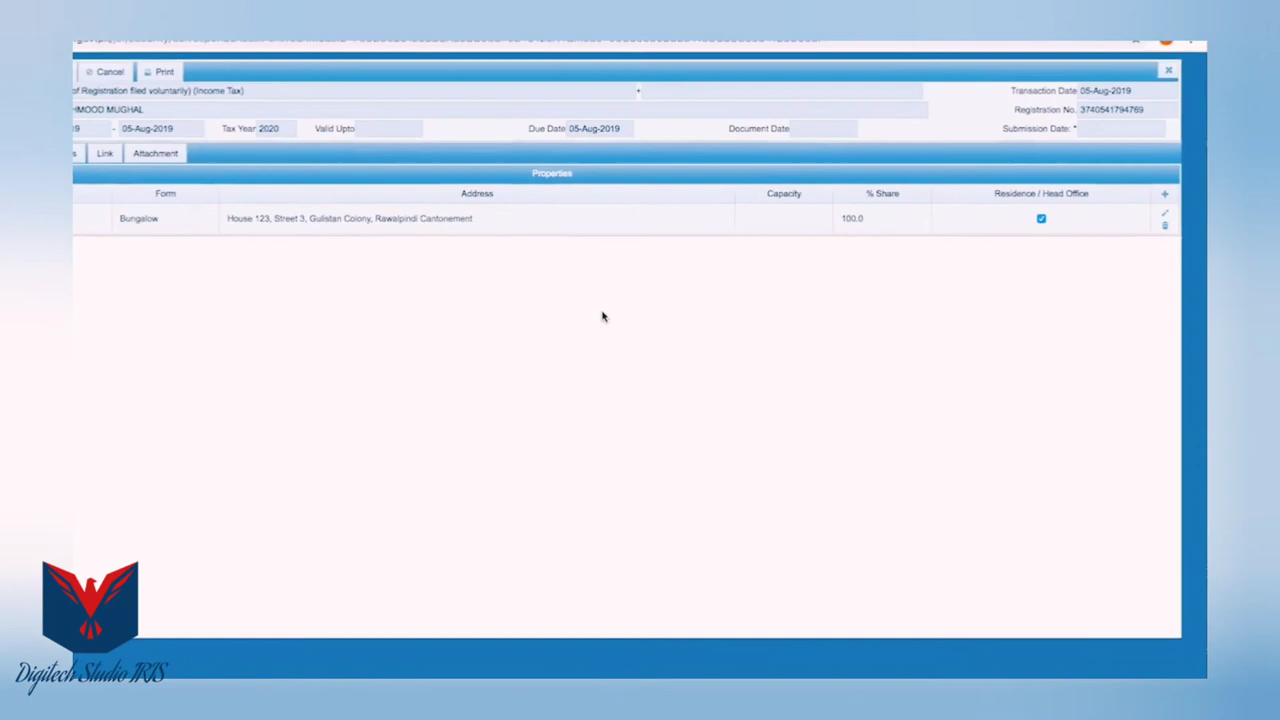 Cancel Print
of Registration filed voluntarily) (Income Tax) Transaction Date 05-Aug-2019
HMOOD MUGHAL Registration No. 3740541794769
19 - 05-Aug-2019 Tax Year 2020 Valid Upto Due Date 05-Aug-2019 Document Date Submission Date: *
s Link Attachment
Properties
Form Address Capacity % Share Residence / Head Office
Bungalow House 123, Street 3, Gulistan Colony, Rawalpindi Cantonement 100.0
Digitech Studio IRIS